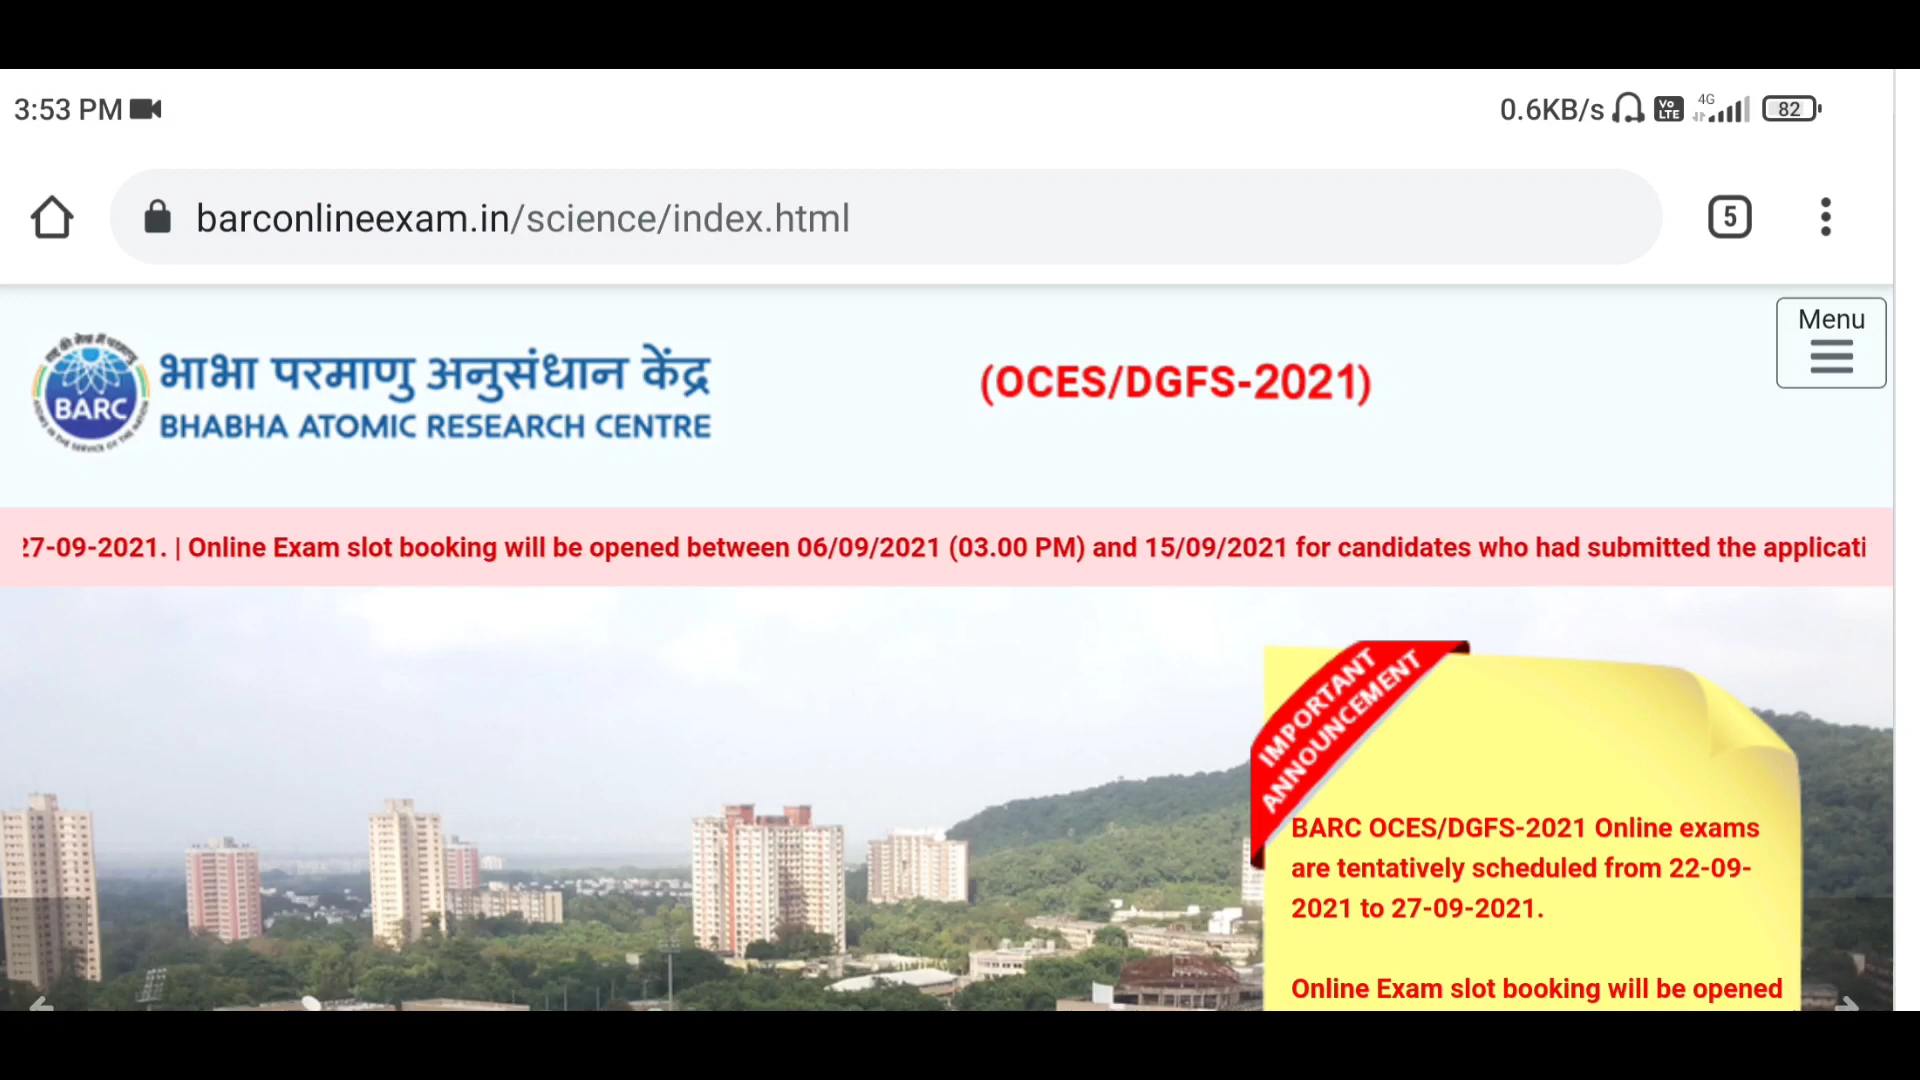 3:53 PM
0.6KB/s
Vo LTE
4G
82
barconlineexam.in/science/index.html
5
Menu
BARC
भाभा परमाणु अनुसंधान केंद्र
BHABHA ATOMIC RESEARCH CENTRE
(OCES/DGFS-2021)
27-09-2021. | Online Exam slot booking will be opened between 06/09/2021 (03.00 PM) and 15/09/2021 for candidates who had submitted the applicati
IMPORTANT
ANNOUNCEMENT
BARC OCES/DGFS-2021 Online exams
are tentatively scheduled from 22-09-
2021 to 27-09-2021.
Online Exam slot booking will be opened